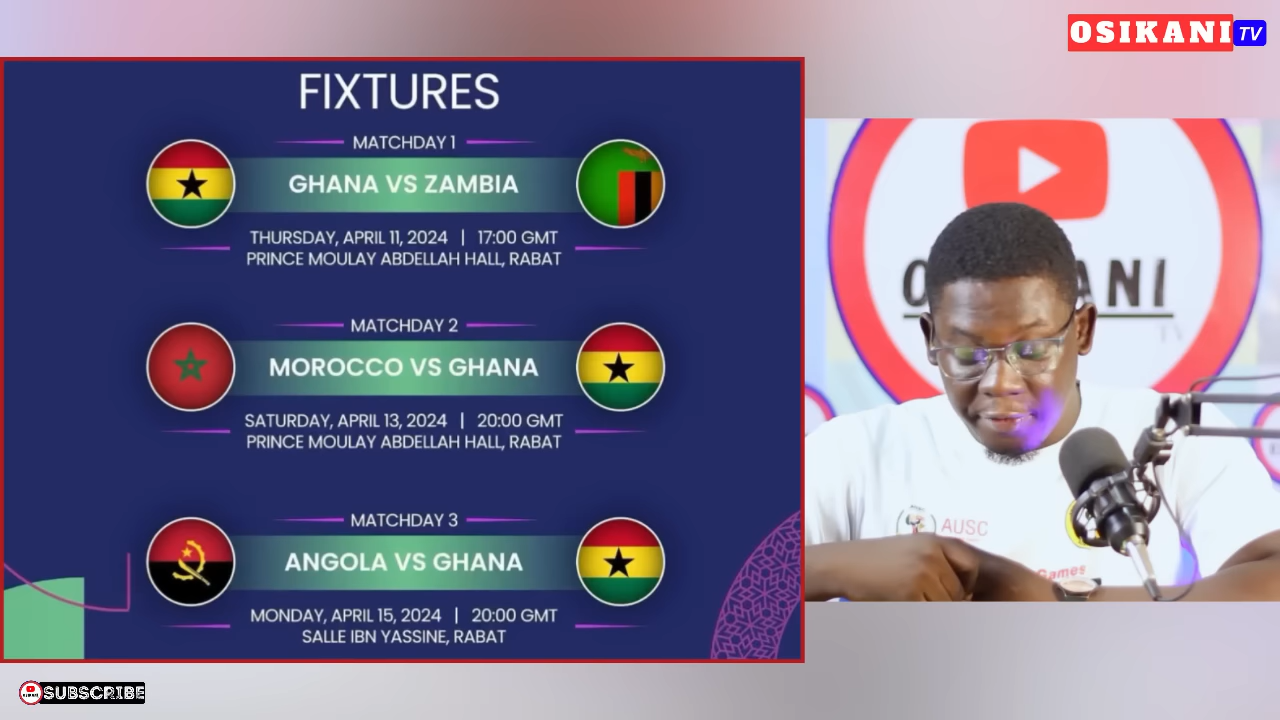 OSIKANI TV
FIXTURES
MATCHDAY 1
GHANA VS ZAMBIA
THURSDAY, APRIL 11, 2024 | 17:00 GMT
PRINCE MOULAY ABDELLAH HALL, RABAT
MATCHDAY 2
MOROCCO VS GHANA
SATURDAY, APRIL 13, 2024 | 20:00 GMT
PRINCE MOULAY ABDELLAH HALL, RABAT
MATCHDAY 3
ANGOLA VS GHANA
MONDAY, APRIL 15, 2024 | 20:00 GMT
SALLE IBN YASSINE, RABAT
O ANI
TV
AUSC
Games
SUBSCRIBE